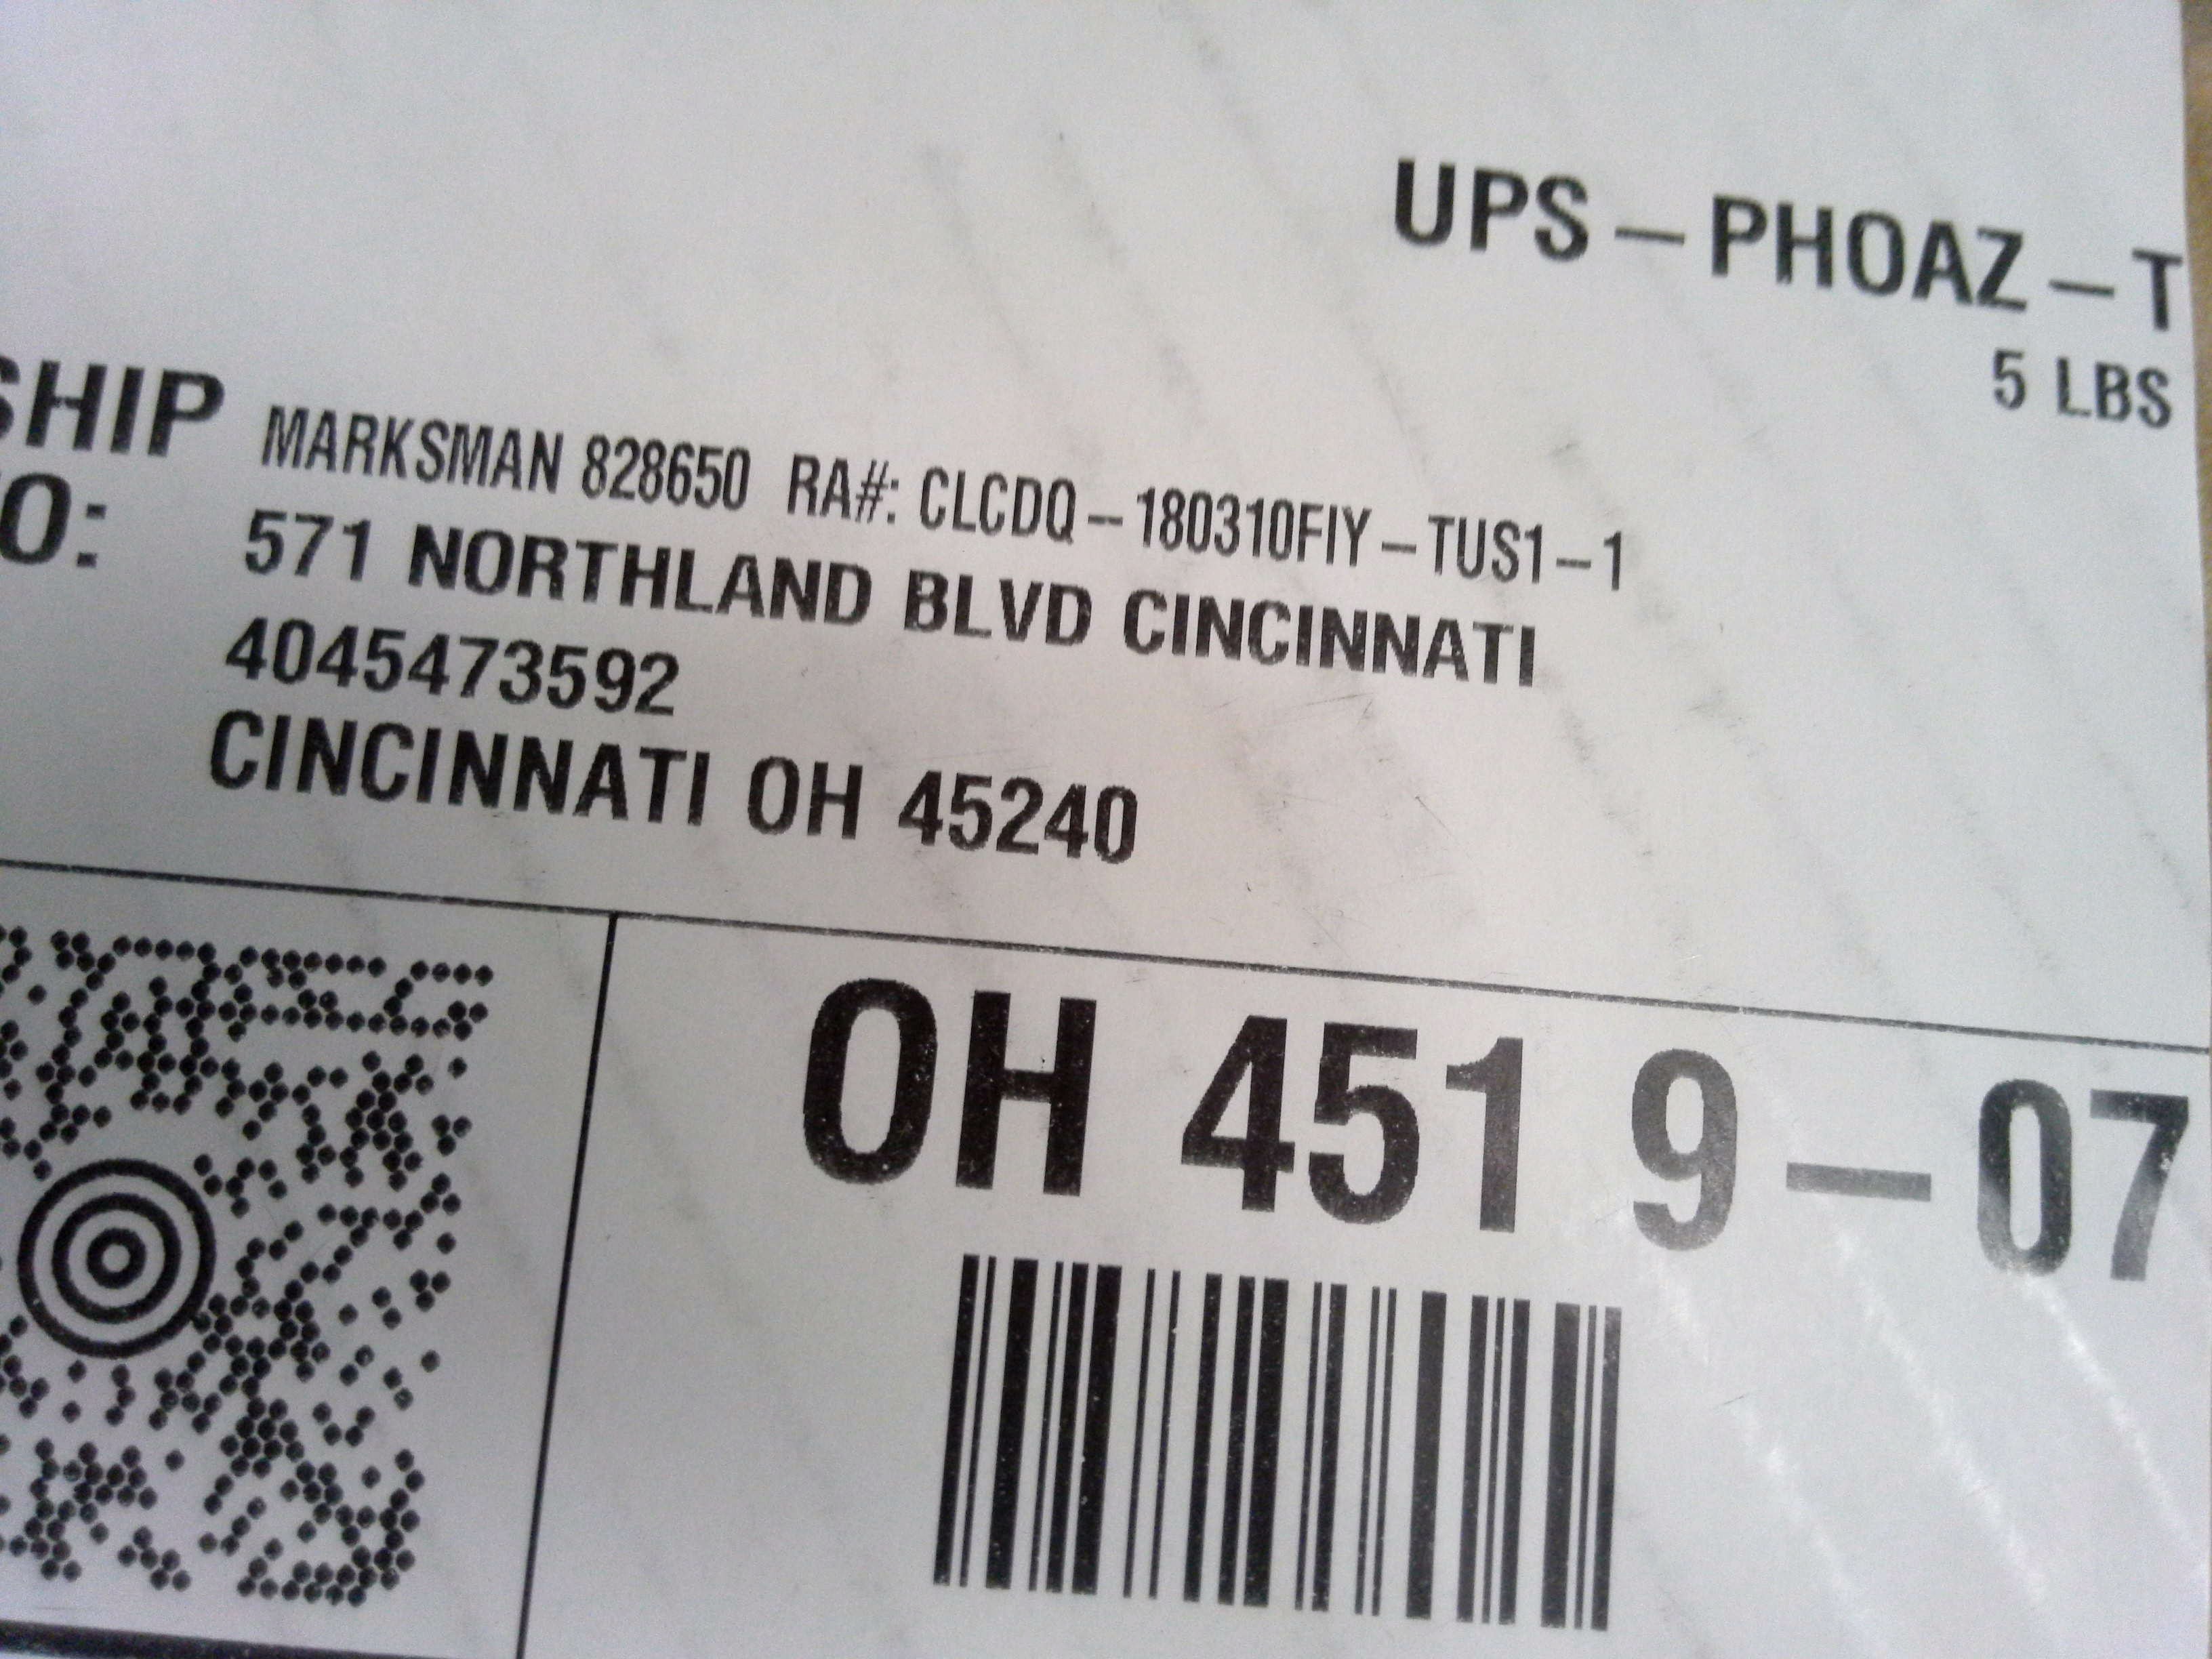 UPS – PHOAZ – T
5 LBS
SHIP
TO:
MARKSMAN 828650 RA#: CLCDQ – 180310FIY – TUS1 – 1
571 NORTHLAND BLVD CINCINNATI
4045473592
CINCINNATI OH 45240
OH 451 9 – 07